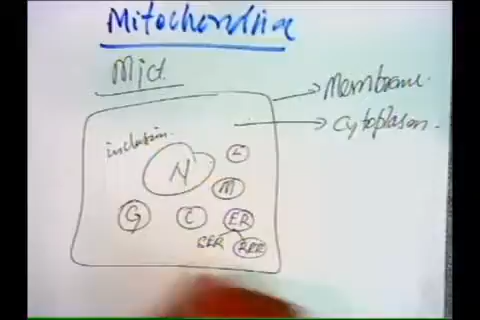 Mitochondria
Mid.
Membrane.
Cytoplasm.
inclusion.
N
L
M
G
C
ER
SER
RER